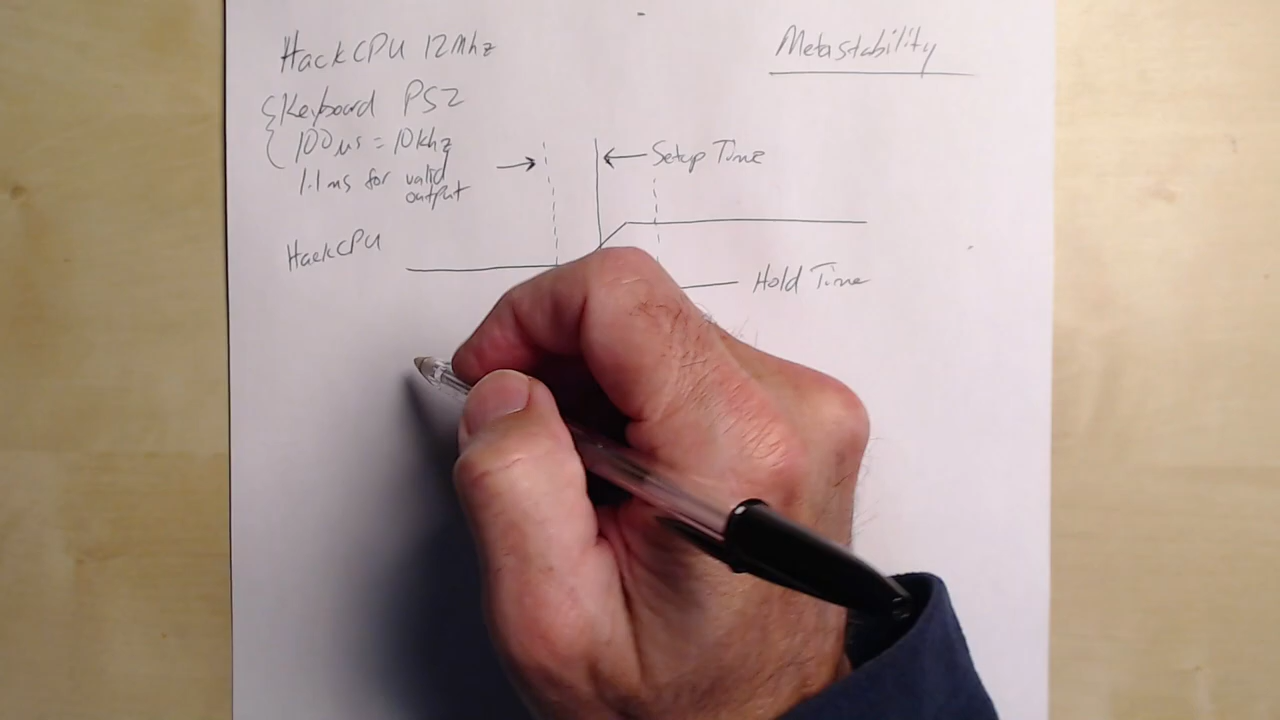 HackCPU 12Mhz
Metastability
Keyboard PS2
100us = 10khz
1.1ms for valid
output
Setup Time
HackCPU
Hold Time